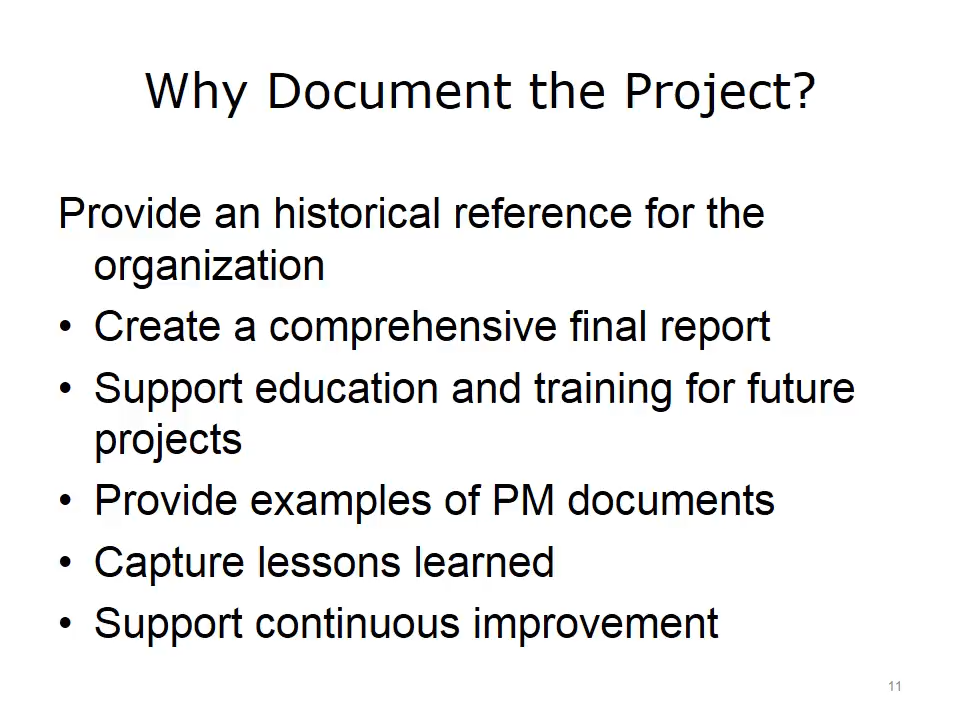 Why Document the Project?
Provide an historical reference for the
organization
• Create a comprehensive final report
• Support education and training for future
projects
• Provide examples of PM documents
• Capture lessons learned
• Support continuous improvement
11